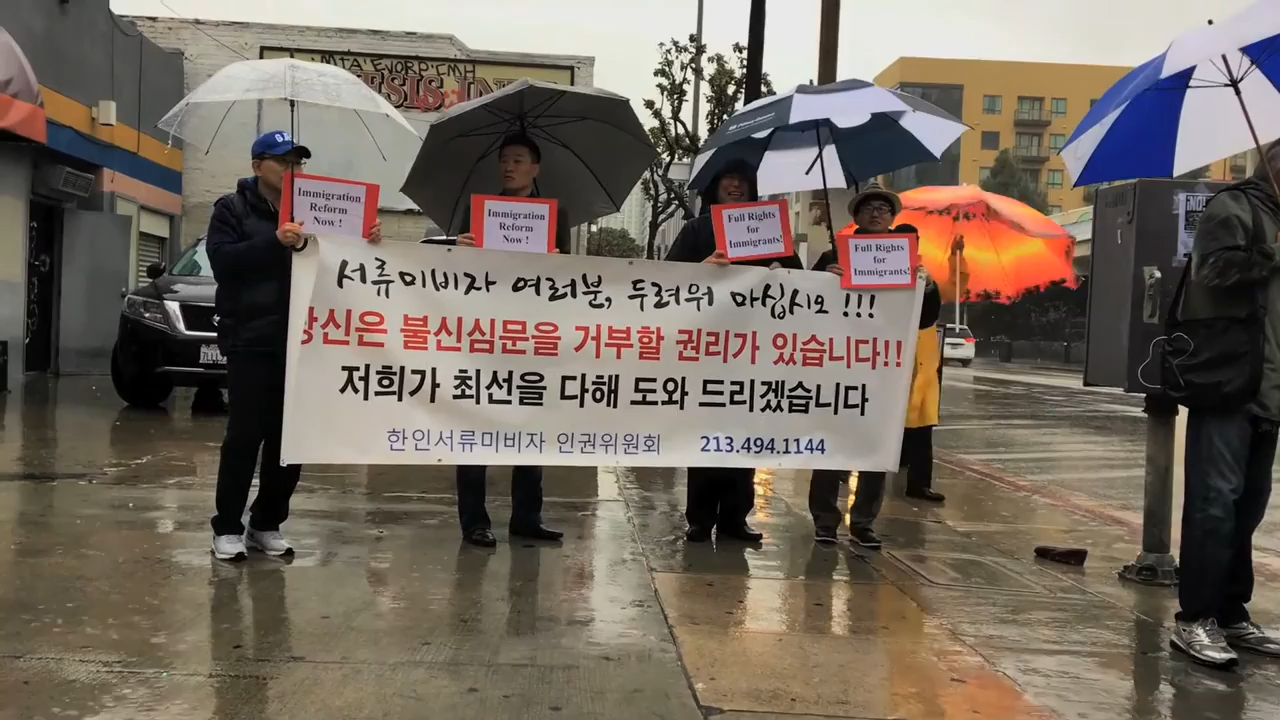 MTA EVORP CMH
Immigration
Reform
Now!
Immigration
Reform
Now!
Full Rights
for
Immigrants!
Full Rights
for
Immigrants!
서류미비자 여러분, 두려워 마십시오 !!!
당신은 불신심문을 거부할 권리가 있습니다!!
저희가 최선을 다해 도와 드리겠습니다
한인서류미비자 인권위원회 213.494.1144